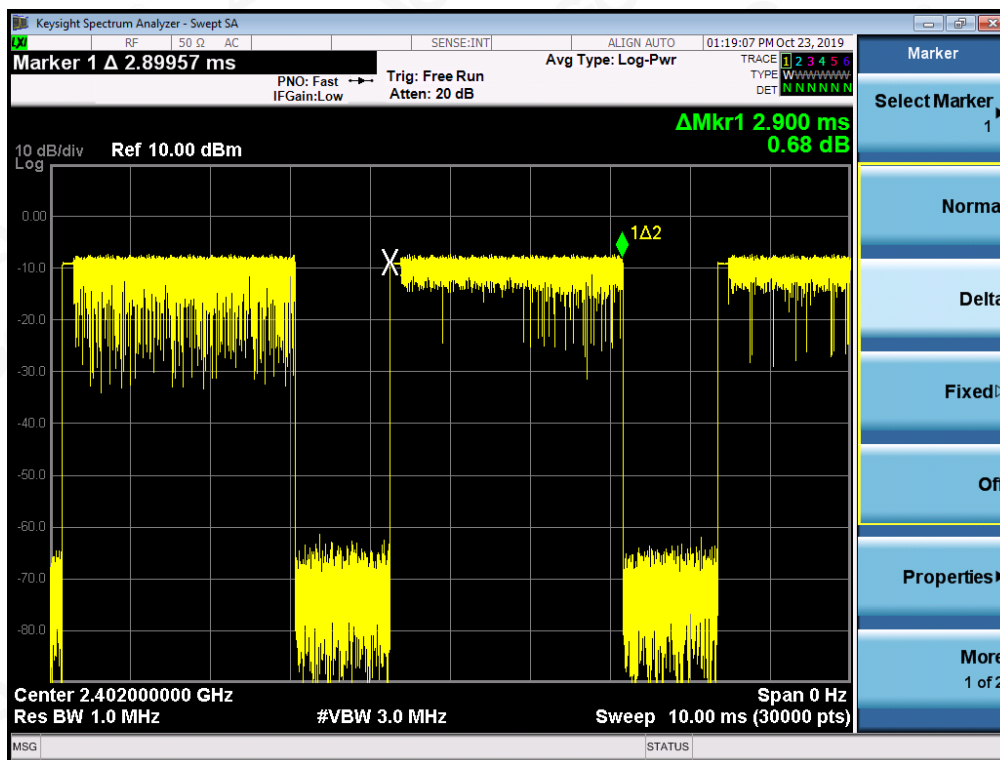 Keysight Spectrum Analyzer - Swept SA
LXI RF 50 Ω AC SENSE:INT ALIGN AUTO 01:19:07 PM Oct 23, 2019
Marker 1 Δ 2.89957 ms
PNO: Fast
IFGain:Low
Trig: Free Run
Atten: 20 dB
Avg Type: Log-Pwr
TRACE 1 2 3 4 5 6
TYPE W
DET N N N N N N
ΔMkr1 2.900 ms
0.68 dB
10 dB/div Ref 10.00 dBm
Log
0.00
-10.0
-20.0
-30.0
-40.0
-50.0
-60.0
-70.0
-80.0
1Δ2
Center 2.402000000 GHz Span 0 Hz
Res BW 1.0 MHz #VBW 3.0 MHz Sweep 10.00 ms (30000 pts)
MSG STATUS
Marker
Select Marker
1
Norma
Delta
Fixed
Off
Properties
More
1 of 2